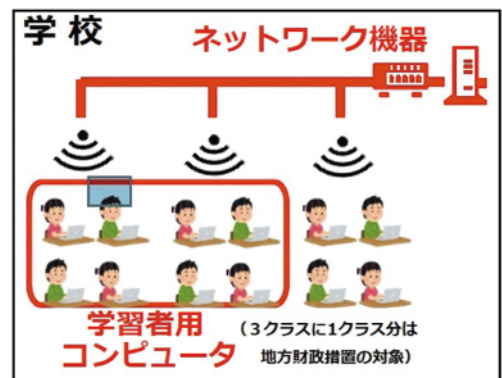 学校
ネットワーク機器
学習者用
コンピュータ
（３クラスに1クラス分は
地方財政措置の対象）